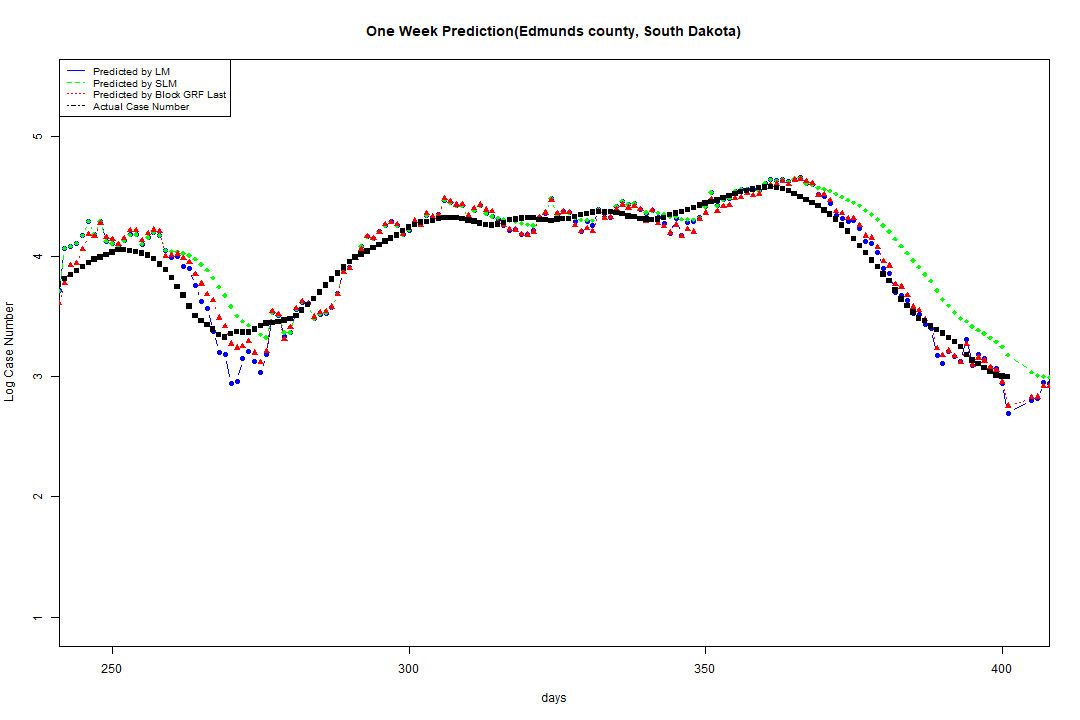 One Week Prediction(Edmunds county, South Dakota)
Predicted by LM
Predicted by SLM
Predicted by Block GRF Last
Actual Case Number
5
4
3
2
1
Log Case Number
250 300 350 400
days